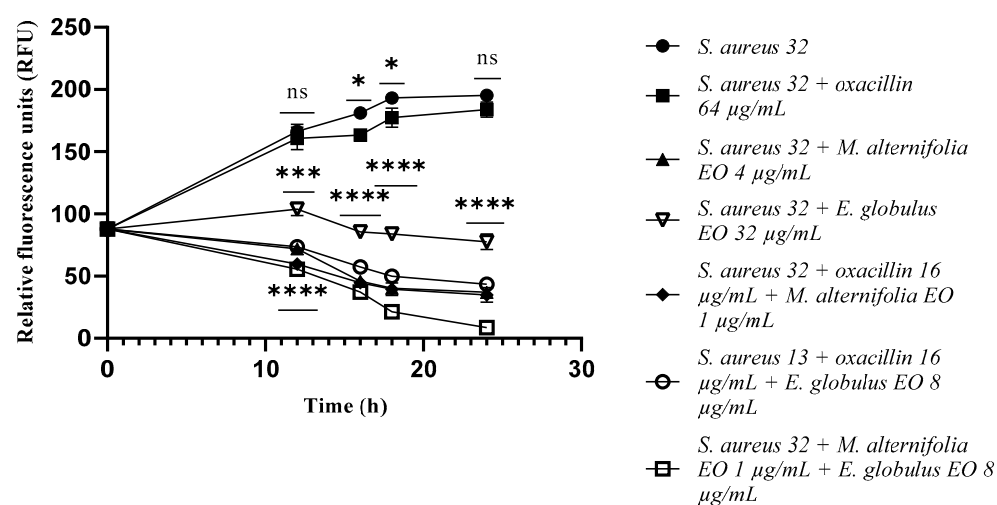 250
200
150
100
50
0
Relative fluorescence units (RFU)
ns
*
*
ns
***
****
****
****
****
0
10
20
30
Time (h)
S. aureus 32
S. aureus 32 + oxacillin
64 µg/mL
S. aureus 32 + M. alternifolia
EO 4 µg/mL
S. aureus 32 + E. globulus
EO 32 µg/mL
S. aureus 32 + oxacillin 16
µg/mL + M. alternifolia EO
1 µg/mL
S. aureus 13 + oxacillin 16
µg/mL + E. globulus EO 8
µg/mL
S. aureus 32 + M. alternifolia
EO 1 µg/mL + E. globulus EO 8
µg/mL